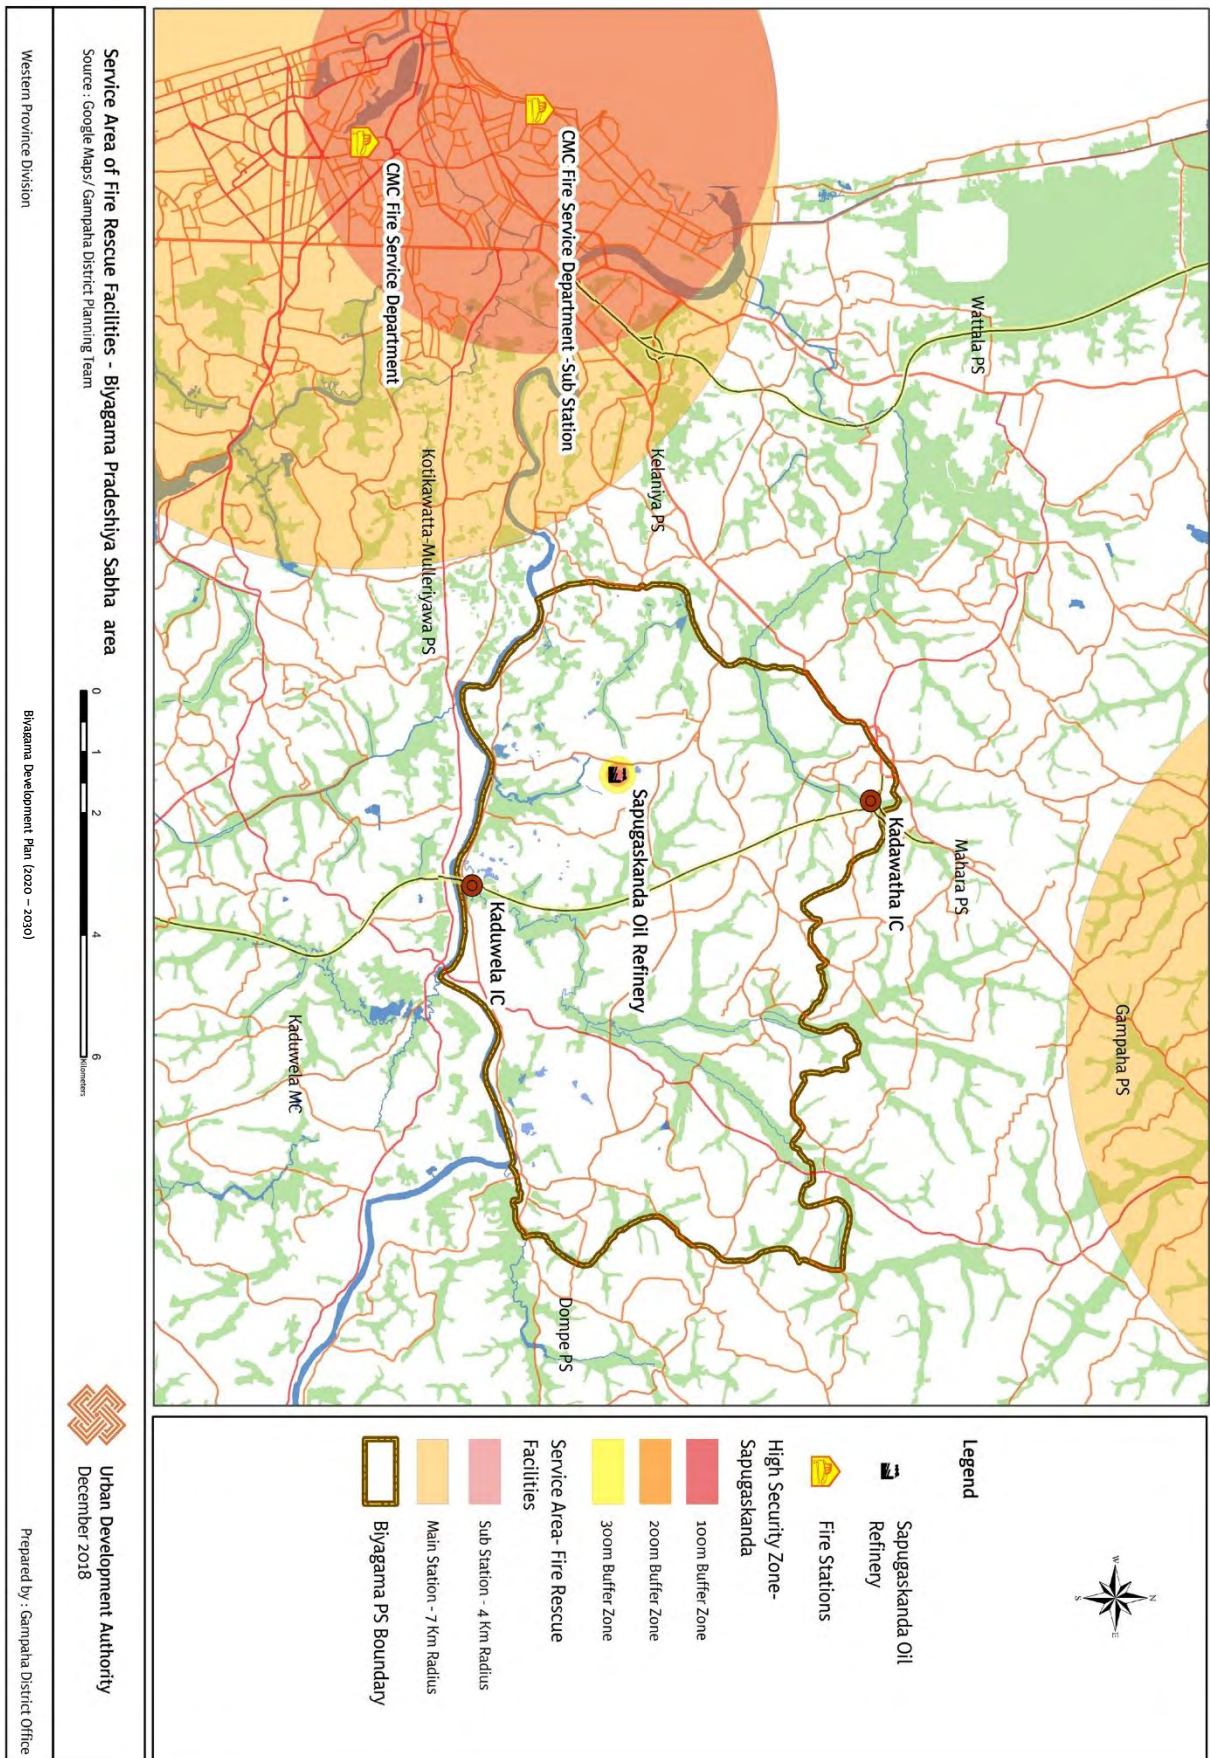 Wattala PS
Mahara PS
Gampaha PS
Kadawatha IC
Kelaniya PS
Sapugaskanda Oil Refinery
CMC Fire Service Department -Sub Station
Dompe PS
Kaduwela IC
Kotikawatta-Mulleriyawa PS
CMC Fire Service Department
Kaduwela MC
Legend
Sapugaskanda Oil
Refinery
Fire Stations
High Security Zone-
Sapugaskanda
100m Buffer Zone
200m Buffer Zone
300m Buffer Zone
Service Area- Fire Rescue
Facilities
Sub Station - 4 Km Radius
Main Station - 7 Km Radius
Biyagama PS Boundary
N
W
E
S
Service Area of Fire Rescue Facilities - Biyagama Pradeshiya Sabha area
Source : Google Maps/ Gampaha District Planning Team
0 1 2 4 6
Kilometers
Urban Development Authority
December 2018
Western Province Division
Biyagama Development Plan (2020 – 2030)
Prepared by : Gampaha District Office